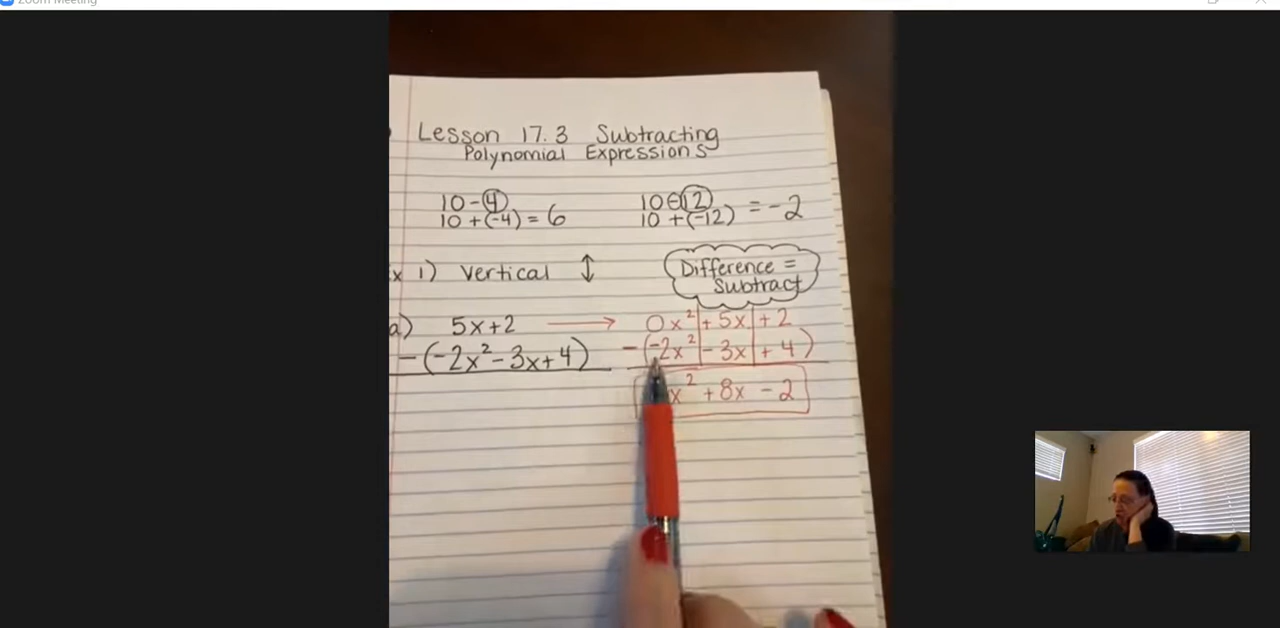 Zoom Meeting
Lesson 17.3 Subtracting
Polynomial Expressions
10-4
10+(-4) = 6
10-12
10+(-12) = -2
x 1) Vertical ↕
Difference =
Subtract
a) 5x+2 → 0x²+5x+2
-(-2x²-3x+4) -(-2x²-3x+4)
x²+8x-2